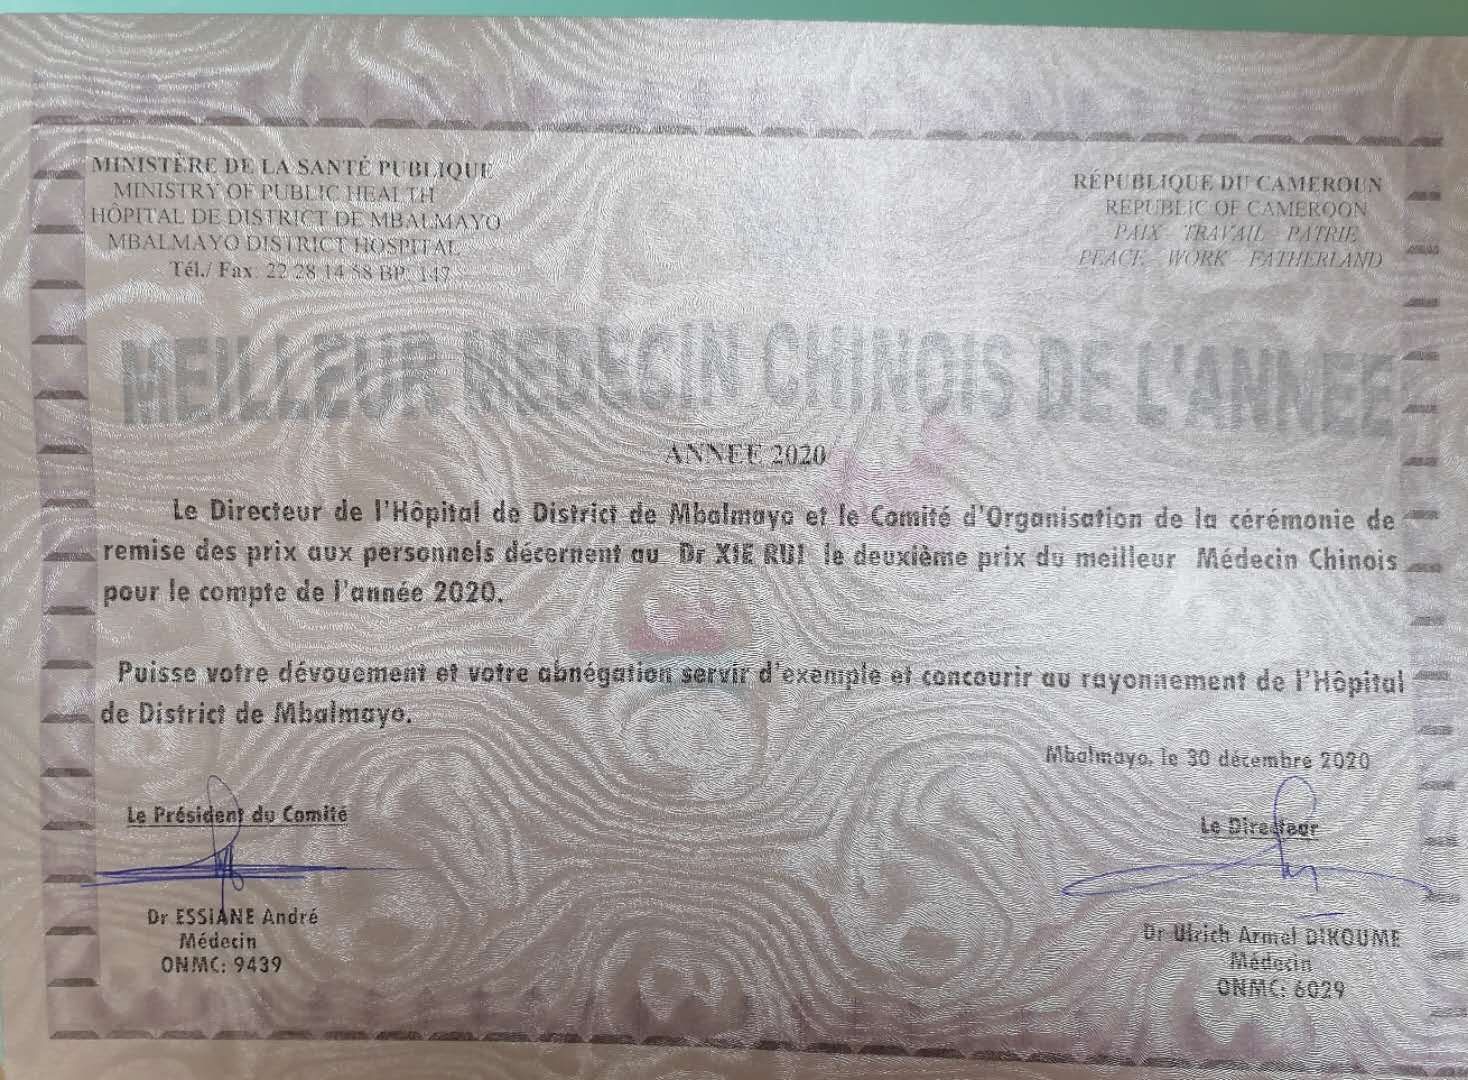 MINISTÈRE DE LA SANTÉ PUBLIQUE
MINISTRY OF PUBLIC HEALTH
HÔPITAL DE DISTRICT DE MBALMAYO
MBALMAYO DISTRICT HOSPITAL
Tél./ Fax: 22 28 14 58 BP: 147
RÉPUBLIQUE DU CAMEROUN
REPUBLIC OF CAMEROON
PAIX TRAVAIL PATRIE
PEACE WORK FATHERLAND
MEILLEUR MEDECIN CHINOIS DE L'ANNEE
ANNEE 2020
Le Directeur de l'Hôpital de District de Mbalmayo et le Comité d'Organisation de la cérémonie de
remise des prix aux personnels décernent au Dr XIE RUI le deuxième prix du meilleur Médecin Chinois
pour le compte de l'année 2020.
Puisse votre dévouement et votre abnégation servir d'exemple et concourir au rayonnement de l'Hôpital
de District de Mbalmayo.
Mbalmayo, le 30 décembre 2020
Le Président du Comité
Dr ESSIANE André
Médecin
ONMC: 9439
Le Directeur
Dr Ulrich Armel DIKOUME
Médecin
ONMC: 6029